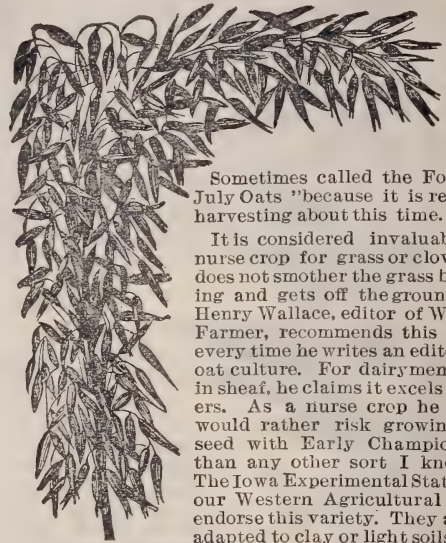 Sometimes called the Fo
July Oats "because it is re
harvesting about this time.
It is considered invaluab
nurse crop for grass or clov
does not smother the grass b
ing and gets off the ground
Henry Wallace, editor of W
Farmer, recommends this
every time he writes an edit
oat culture. For dairymen
in sheaf, he claims it excels
ers. As a nurse crop he
would rather risk growin
seed with Early Champio
than any other sort I kno
The Iowa Experimental Stat
our Western Agricultural
endorse this variety. They a
adapted to clay or light soils